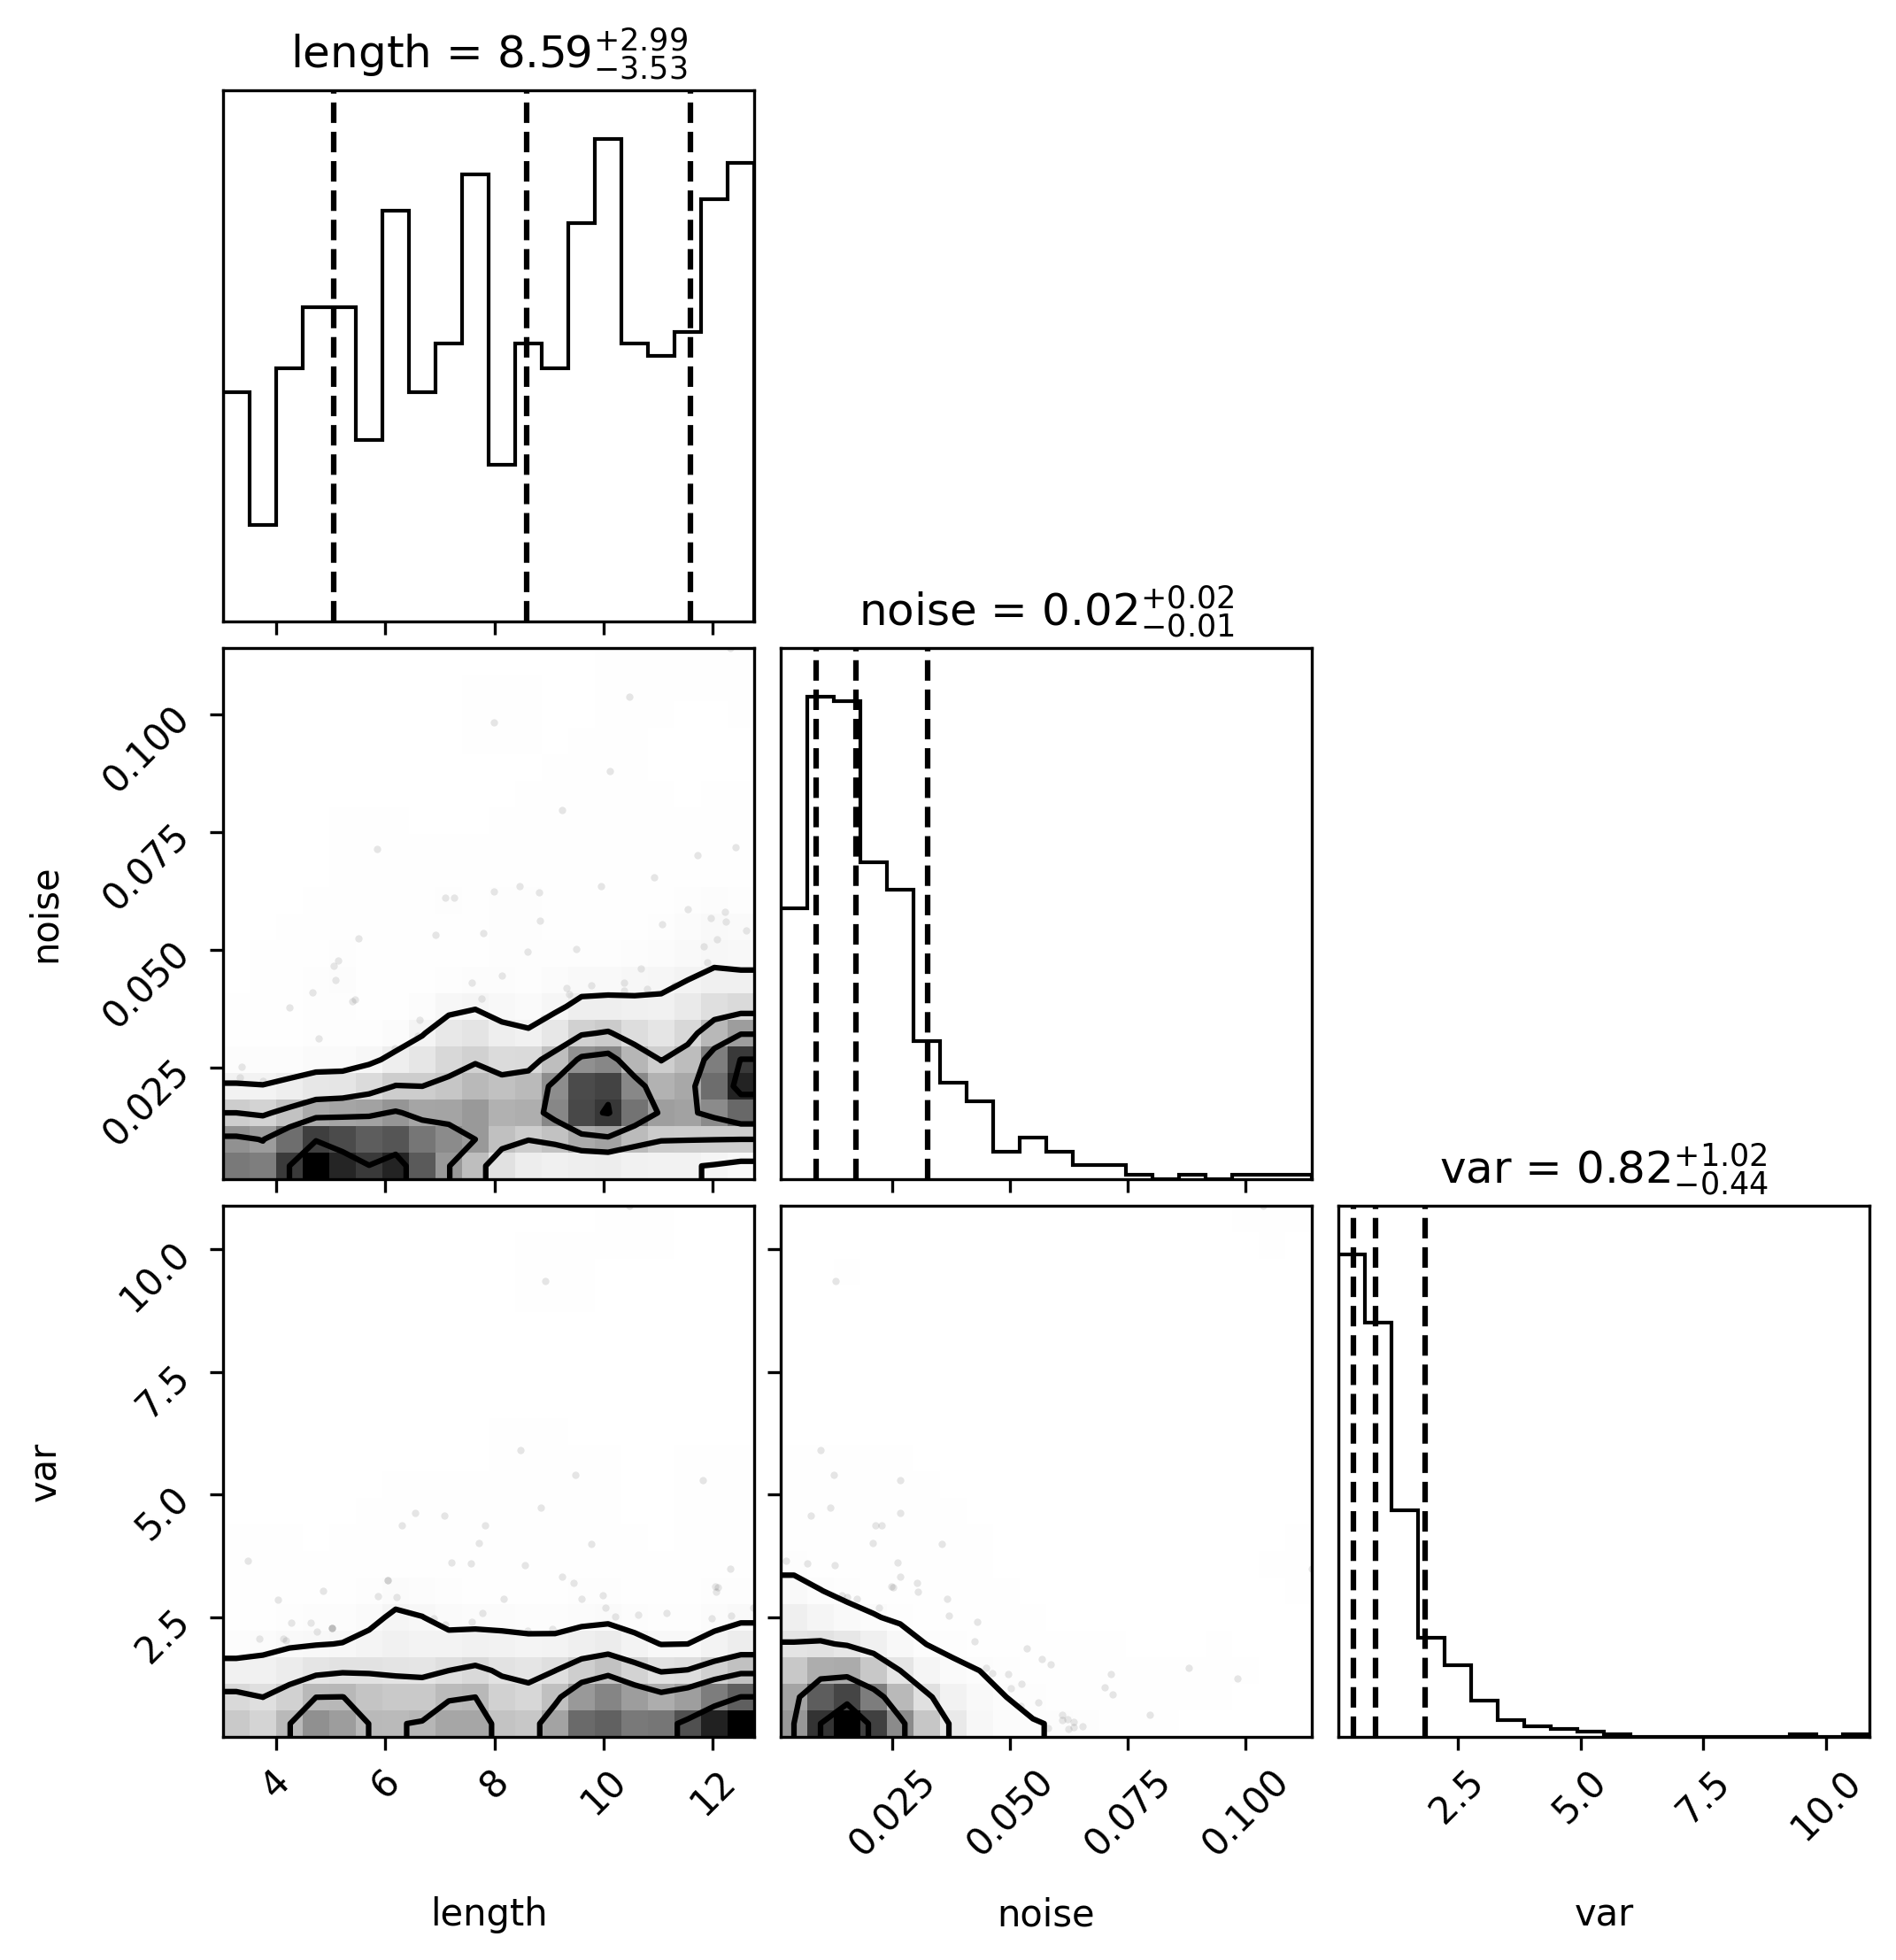 length = 8.59+2.99−3.53
noise = 0.02+0.02−0.01
0.100
0.075
noise
0.050
0.025
var = 0.82+1.02−0.44
10.0
7.5
var
5.0
2.5
4 6 8 10 12 0.025 0.050 0.075 0.100 2.5 5.0 7.5 10.0
length noise var